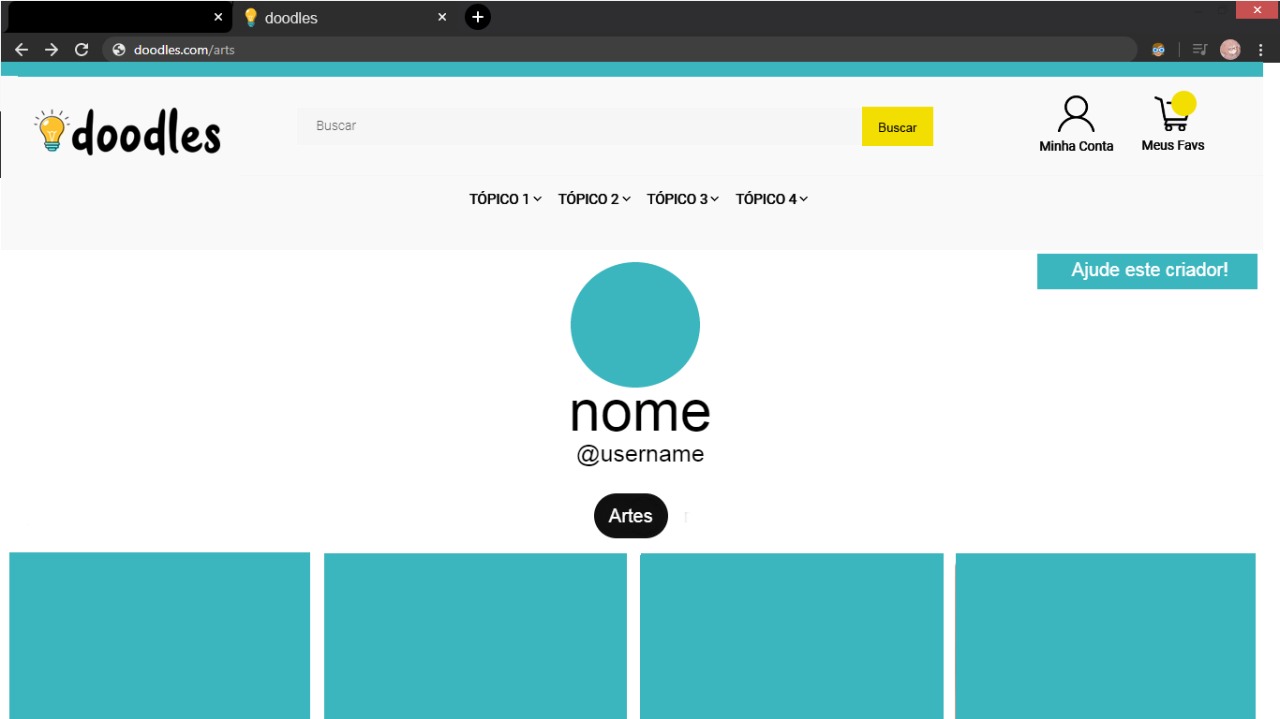 doodles
doodles.com/arts
doodles
Buscar
Buscar
Minha Conta
Meus Favs
TÓPICO 1
TÓPICO 2
TÓPICO 3
TÓPICO 4
Ajude este criador!
nome
@username
Artes